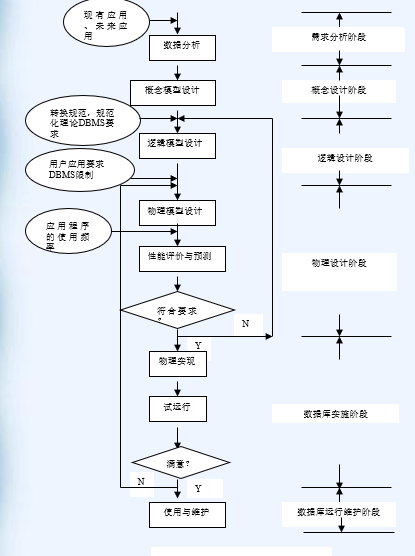 现有应用
、未来应
用
数据分析
需求分析阶段
概念模型设计
概念设计阶段
转换规范，规范
化理论DBMS要
求
逻辑模型设计
逻辑设计阶段
用户应用要求
DBMS限制
物理模型设计
应用程序
的使用频
率
性能评价与预测
物理设计阶段
符合要求
?
N
Y
物理实现
试运行
数据库实施阶段
满意?
N
Y
使用与维护
数据库运行维护阶段